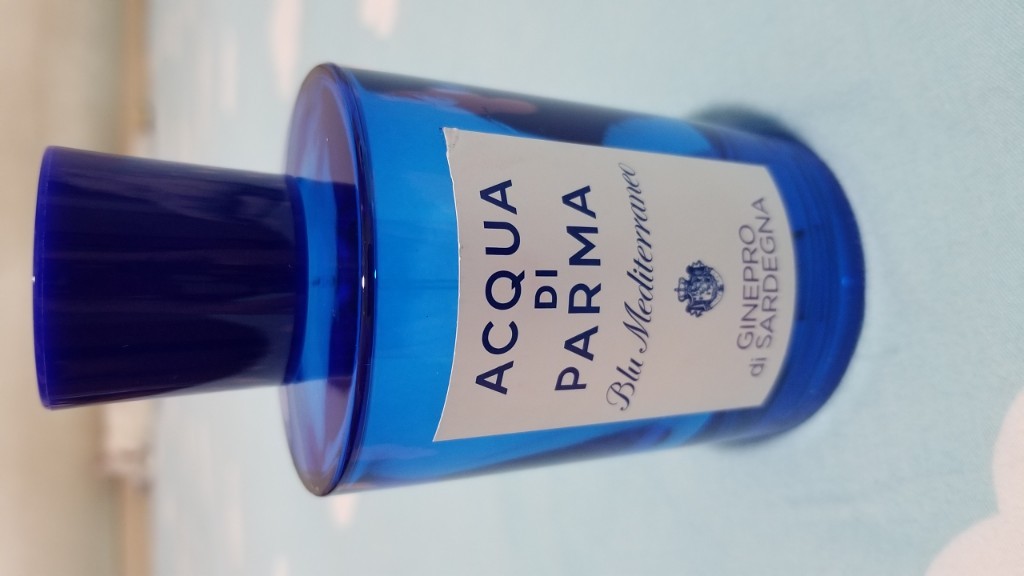 ACQUA
DI
PARMA
Blu Mediterraneo
GINEPRO
di SARDEGNA